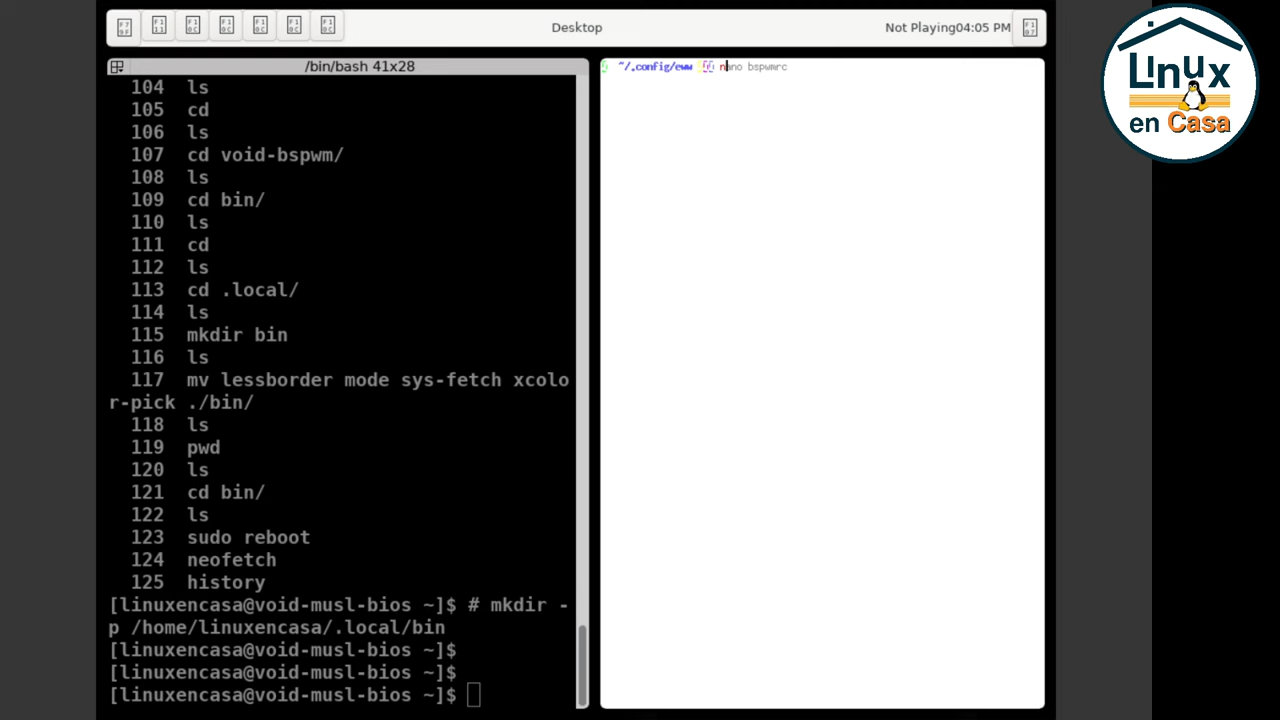 Desktop
Not Playing04:05 PM
/bin/bash 41x28
104 ls
105 cd
106 ls
107 cd void-bspwm/
108 ls
109 cd bin/
110 ls
111 cd
112 ls
113 cd .local/
114 ls
115 mkdir bin
116 ls
117 mv lessborder mode sys-fetch xcolo
r-pick ./bin/
118 ls
119 pwd
120 ls
121 cd bin/
122 ls
123 sudo reboot
124 neofetch
125 history
[linuxencasa@void-musl-bios ~]$ # mkdir -
p /home/linuxencasa/.local/bin
[linuxencasa@void-musl-bios ~]$
[linuxencasa@void-musl-bios ~]$
[linuxencasa@void-musl-bios ~]$
~/.config/eww nano bspwmrc
Linux
en Casa